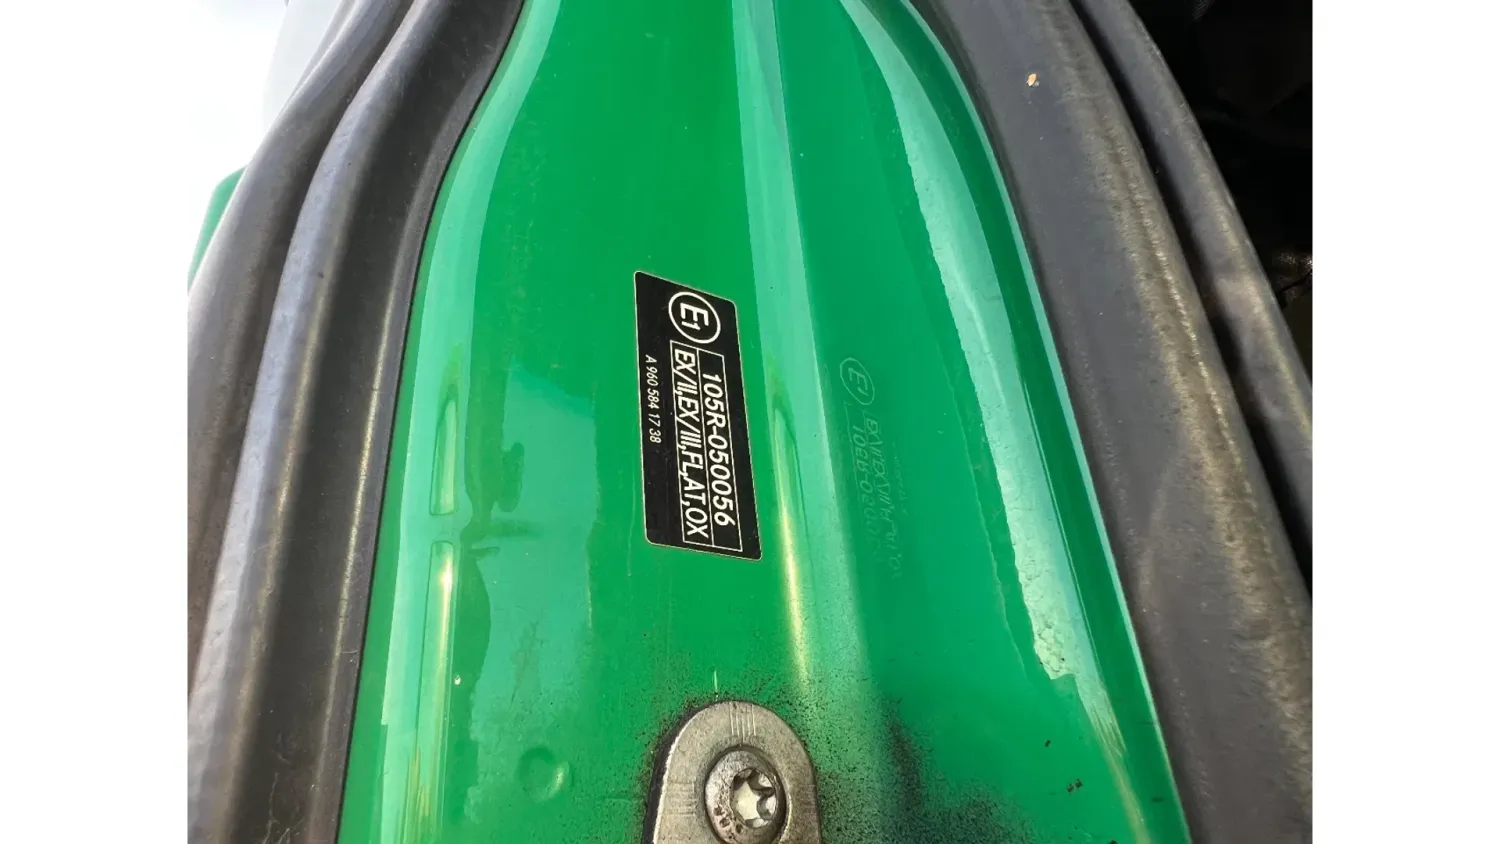 E1
105R-050056
EX/II,EX/III,FL,AT,OX
A 960 584 17 38